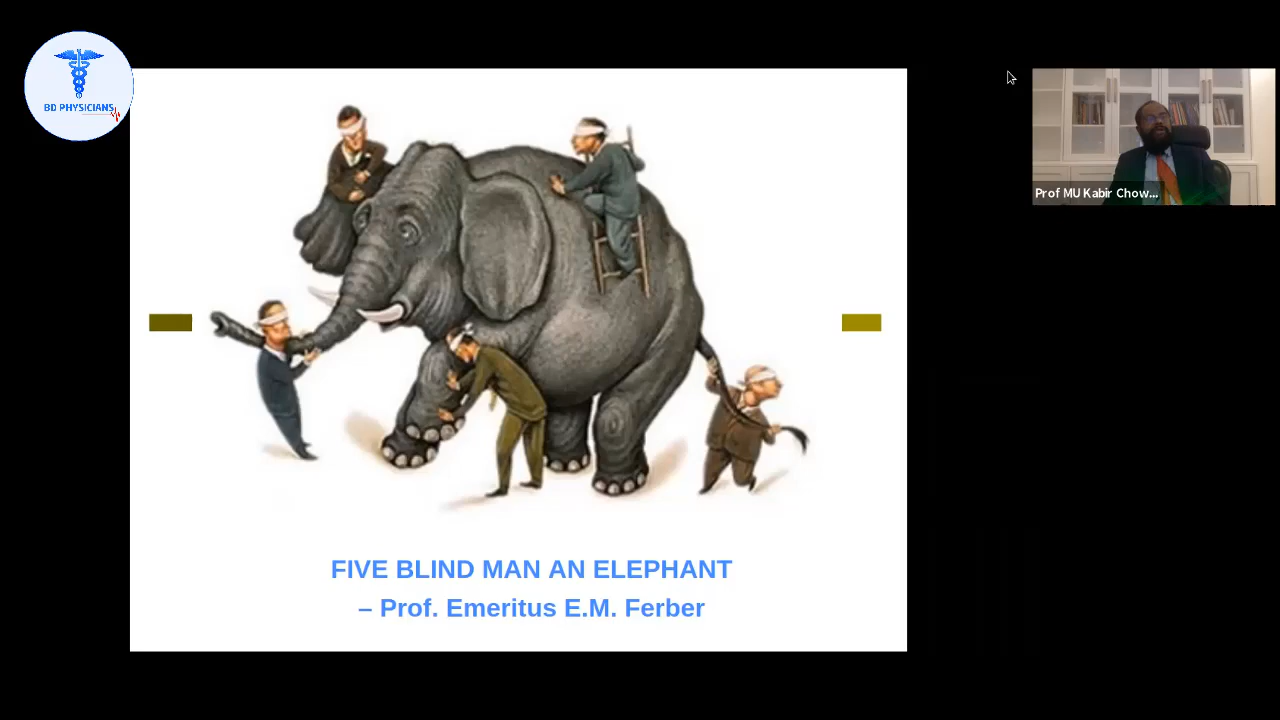 BD PHYSICIANS
Prof MU Kabir Chow...
FIVE BLIND MAN AN ELEPHANT
– Prof. Emeritus E.M. Ferber